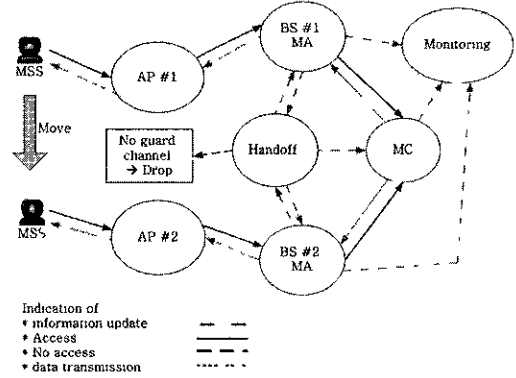 BS #1
MA
Monitoring
MSS
AP #1
Move
No guard
channel
→ Drop
Handoff
MC
MSS
AP #2
BS #2
MA
Indication of
* information update
* Access
* No access
* data transmission